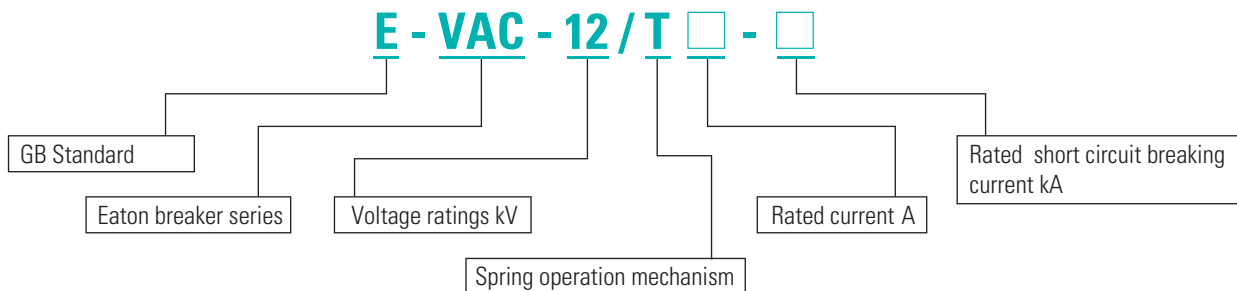 E - VAC - 12 / T □ - □
GB Standard
Rated short circuit breaking
current kA
Eaton breaker series
Voltage ratings kV
Rated current A
Spring operation mechanism